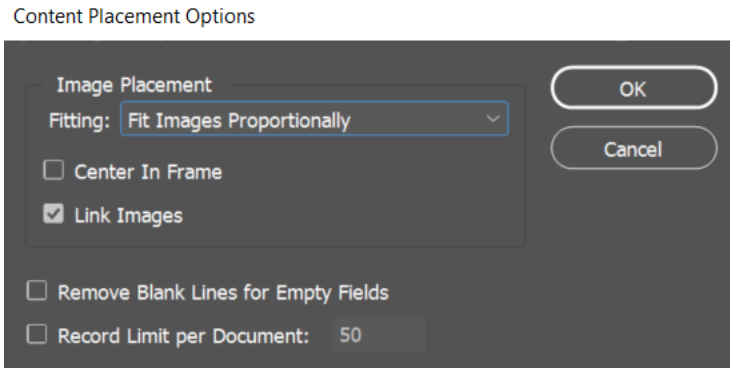 Content Placement Options
Image Placement
OK
Fitting: Fit Images Proportionally
Cancel
Center In Frame
Link Images
Remove Blank Lines for Empty Fields
Record Limit per Document: 50